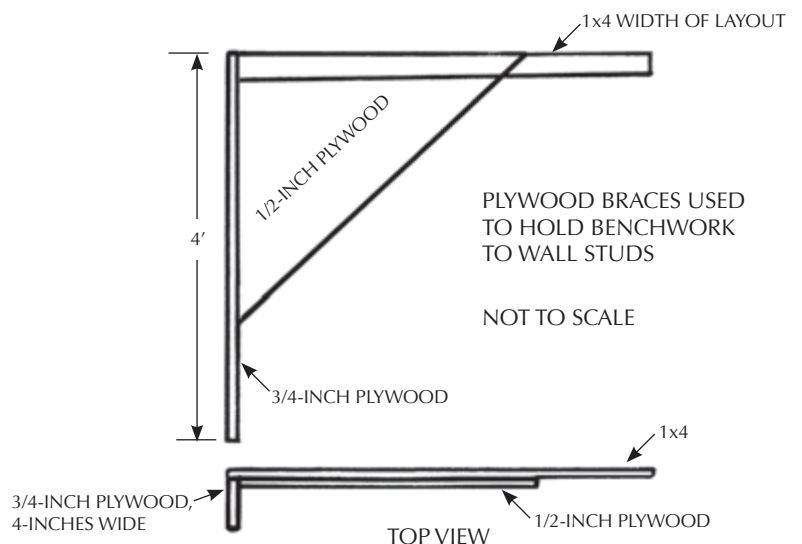 1x4 WIDTH OF LAYOUT
1/2-INCH PLYWOOD
4’
PLYWOOD BRACES USED
TO HOLD BENCHWORK
TO WALL STUDS
NOT TO SCALE
3/4-INCH PLYWOOD
1x4
3/4-INCH PLYWOOD,
4-INCHES WIDE
1/2-INCH PLYWOOD
TOP VIEW